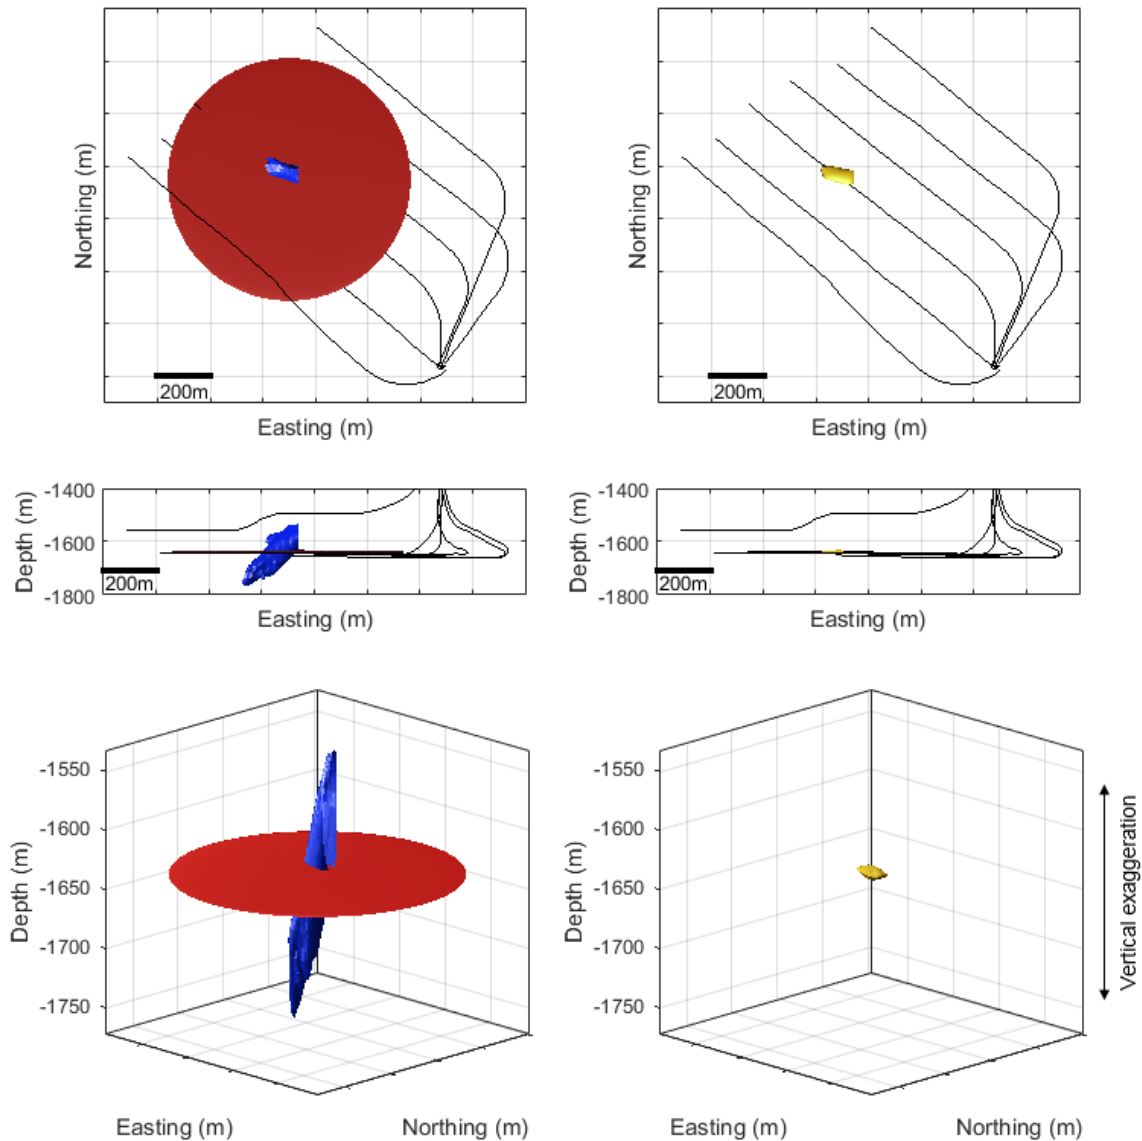 Northing (m)
200m
Easting (m)
Northing (m)
200m
Easting (m)
Depth (m)
-1400
-1600
-1800
200m
Easting (m)
Depth (m)
-1400
-1600
-1800
200m
Easting (m)
Depth (m)
-1550
-1600
-1650
-1700
-1750
Easting (m)
Northing (m)
Depth (m)
-1550
-1600
-1650
-1700
-1750
Easting (m)
Northing (m)
Vertical exaggeration